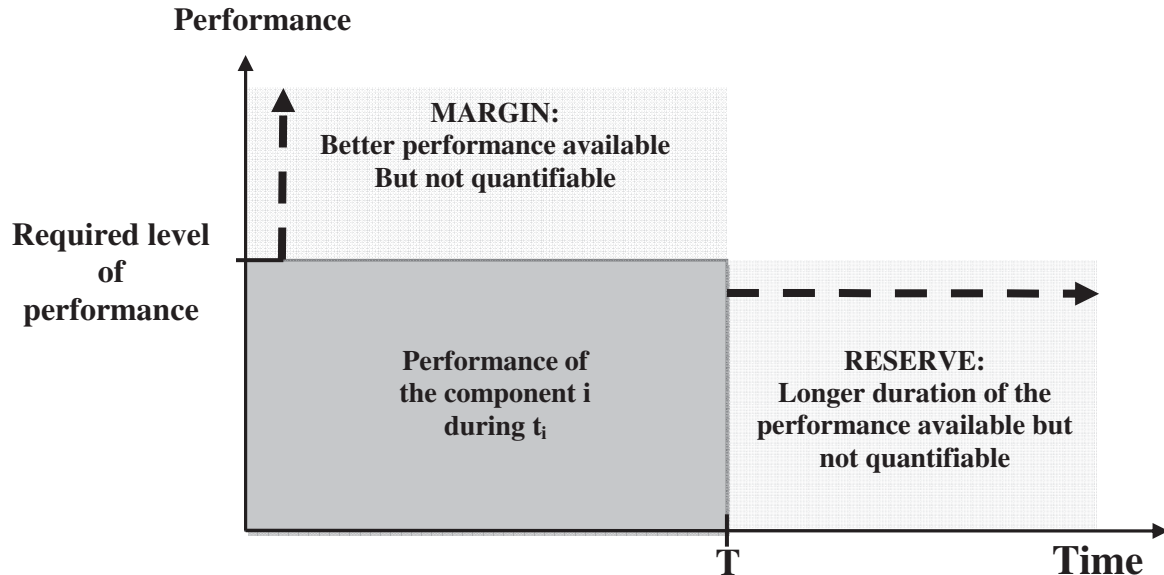 Performance
MARGIN:
Better performance available
But not quantifiable
Required level
of
performance
Performance of
the component i
during tᵢ
RESERVE:
Longer duration of the
performance available but
not quantifiable
T
Time